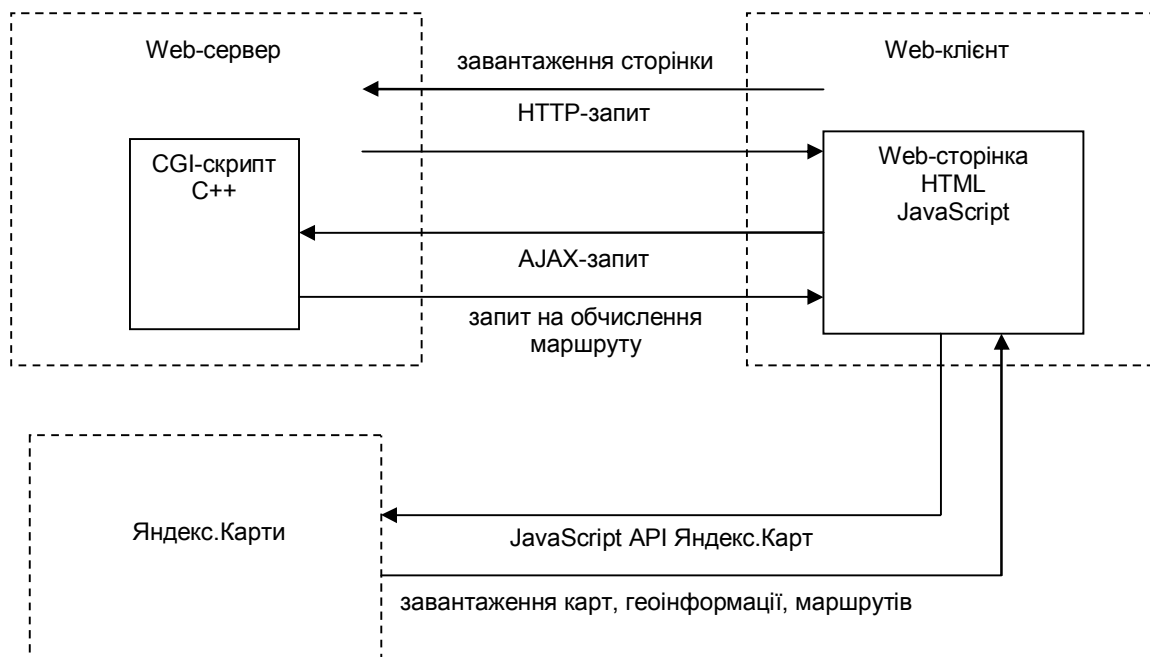 Web-сервер
Web-клієнт
завантаження сторінки
HTTP-запит
CGI-скрипт
C++
Web-сторінка
HTML
JavaScript
AJAX-запит
запит на обчислення
маршруту
Яндекс.Карти
JavaScript API Яндекс.Карт
завантаження карт, геоінформації, маршрутів